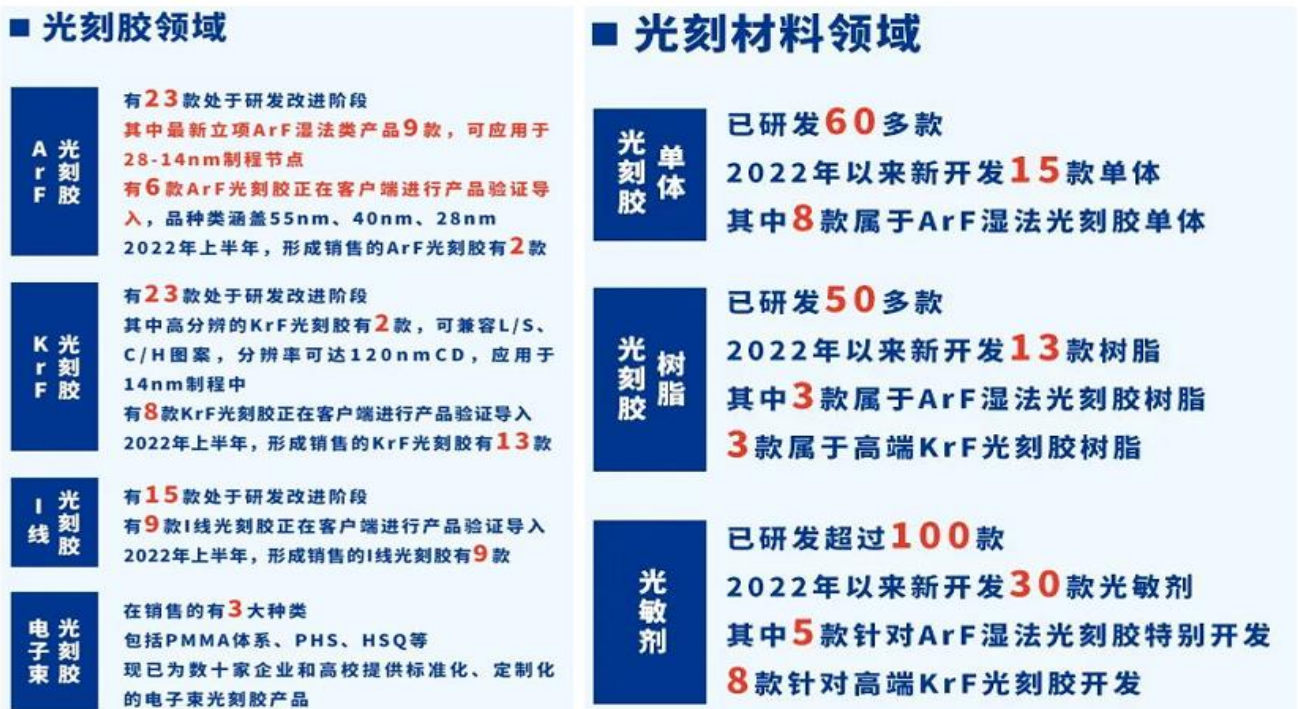 ■ 光刻胶领域
ArF光刻胶
有23款处于研发改进阶段
其中最新立项ArF湿法类产品9款，可应用于
28-14nm制程节点
有6款ArF光刻胶正在客户端进行产品验证导
入，品种类涵盖55nm、40nm、28nm
2022年上半年，形成销售的ArF光刻胶有2款
KrF光刻胶
有23款处于研发改进阶段
其中高分辨的KrF光刻胶有2款，可兼容L/S、
C/H图案，分辨率可达120nmCD，应用于
14nm制程中
有8款KrF光刻胶正在客户端进行产品验证导入
2022年上半年，形成销售的KrF光刻胶有13款
I线光刻胶
有15款处于研发改进阶段
有9款I线光刻胶正在客户端进行产品验证导入
2022年上半年，形成销售的I线光刻胶有9款
电子束光刻胶
在销售的有3大种类
包括PMMA体系、PHS、HSQ等
现已为数十家企业和高校提供标准化、定制化
的电子束光刻胶产品
■ 光刻材料领域
光刻胶单体
已研发60多款
2022年以来新开发15款单体
其中8款属于ArF湿法光刻胶单体
光刻胶树脂
已研发50多款
2022年以来新开发13款树脂
其中3款属于ArF湿法光刻胶树脂
3款属于高端KrF光刻胶树脂
光敏剂
已研发超过100款
2022年以来新开发30款光敏剂
其中5款针对ArF湿法光刻胶特别开发
8款针对高端KrF光刻胶开发